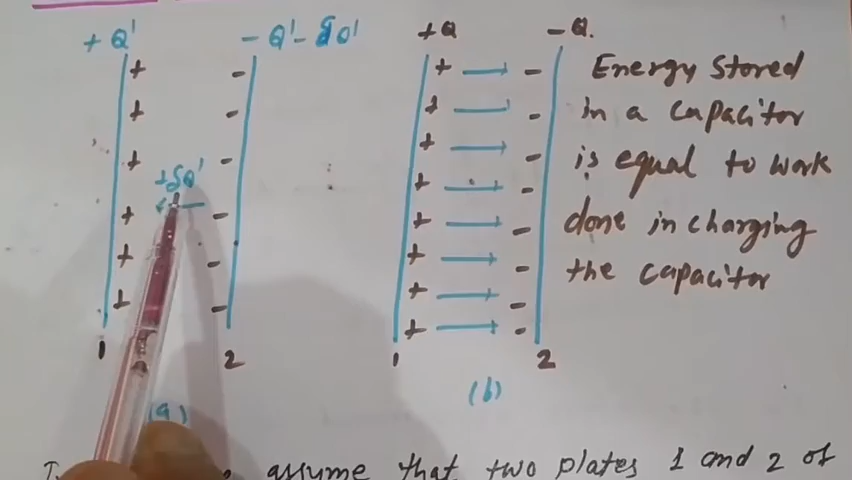 + Q' - Q' - δQ' +Q -Q.
+ - + → -
+ - + → -
+ - + → -
+δQ' + → -
+ - + → -
+ - + → -
+ - + → -
+ → -
1 2 1 2
(a) (b)
Energy stored
in a capacitor
is equal to work
done in charging
the capacitor
assume that two plates 1 and 2 of